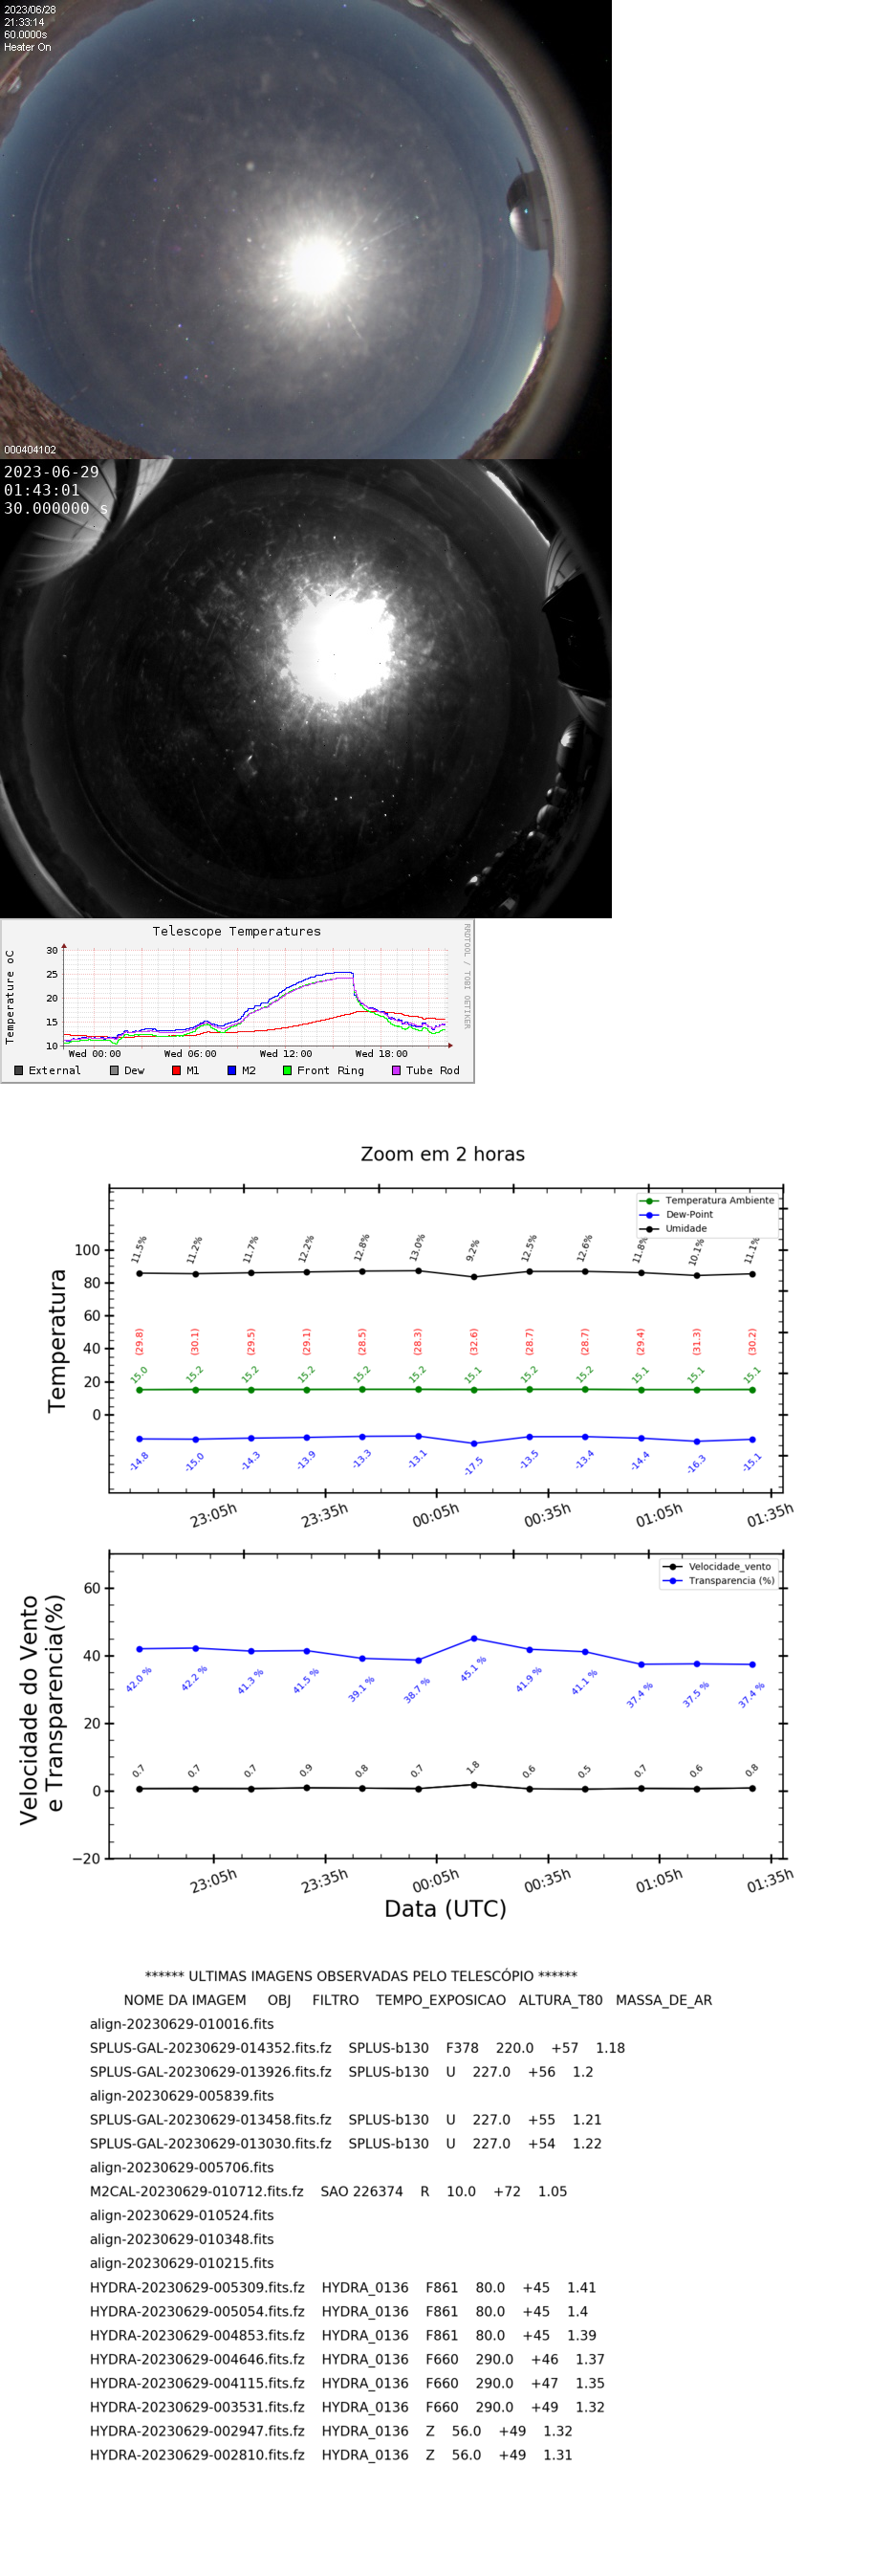 2023/06/28
21:33:14
60.0000s
Heater On
000404102
2023-06-29
01:43:01
30.000000 s
Telescope Temperatures
Temperature oC
RRDTOOL / TOBI OETIKER
30
25
20
15
10
Wed 00:00 Wed 06:00 Wed 12:00 Wed 18:00
External Dew M1 M2 Front Ring Tube Rod
Zoom em 2 horas
Temperatura
Temperatura Ambiente
Dew-Point
Umidade
100
80
60
40
20
0
11.5% 11.2% 11.7% 12.2% 12.8% 13.0% 9.2% 12.5% 12.6% 11.8% 10.1% 11.1%
(29.8) (30.1) (29.5) (29.1) (28.5) (28.3) (32.6) (28.7) (28.7) (29.4) (31.3) (30.2)
15.0 15.2 15.2 15.2 15.2 15.2 15.1 15.2 15.2 15.1 15.1 15.1
-14.8 -15.0 -14.3 -13.9 -13.3 -13.1 -17.5 -13.5 -13.4 -14.4 -16.3 -15.1
23:05h 23:35h 00:05h 00:35h 01:05h 01:35h
Velocidade do Vento
e Transparencia(%)
Velocidade_vento
Transparencia (%)
60
40
20
0
−20
42.0 % 42.2 % 41.3 % 41.5 % 39.1 % 38.7 % 45.1 % 41.9 % 41.1 % 37.4 % 37.5 % 37.4 %
0.7 0.7 0.7 0.9 0.8 0.7 1.8 0.6 0.5 0.7 0.6 0.8
23:05h 23:35h 00:05h 00:35h 01:05h 01:35h
Data (UTC)
****** ULTIMAS IMAGENS OBSERVADAS PELO TELESCÓPIO ******
NOME DA IMAGEM OBJ FILTRO TEMPO_EXPOSICAO ALTURA_T80 MASSA_DE_AR
align-20230629-010016.fits
SPLUS-GAL-20230629-014352.fits.fz SPLUS-b130 F378 220.0 +57 1.18
SPLUS-GAL-20230629-013926.fits.fz SPLUS-b130 U 227.0 +56 1.2
align-20230629-005839.fits
SPLUS-GAL-20230629-013458.fits.fz SPLUS-b130 U 227.0 +55 1.21
SPLUS-GAL-20230629-013030.fits.fz SPLUS-b130 U 227.0 +54 1.22
align-20230629-005706.fits
M2CAL-20230629-010712.fits.fz SAO 226374 R 10.0 +72 1.05
align-20230629-010524.fits
align-20230629-010348.fits
align-20230629-010215.fits
HYDRA-20230629-005309.fits.fz HYDRA_0136 F861 80.0 +45 1.41
HYDRA-20230629-005054.fits.fz HYDRA_0136 F861 80.0 +45 1.4
HYDRA-20230629-004853.fits.fz HYDRA_0136 F861 80.0 +45 1.39
HYDRA-20230629-004646.fits.fz HYDRA_0136 F660 290.0 +46 1.37
HYDRA-20230629-004115.fits.fz HYDRA_0136 F660 290.0 +47 1.35
HYDRA-20230629-003531.fits.fz HYDRA_0136 F660 290.0 +49 1.32
HYDRA-20230629-002947.fits.fz HYDRA_0136 Z 56.0 +49 1.32
HYDRA-20230629-002810.fits.fz HYDRA_0136 Z 56.0 +49 1.31